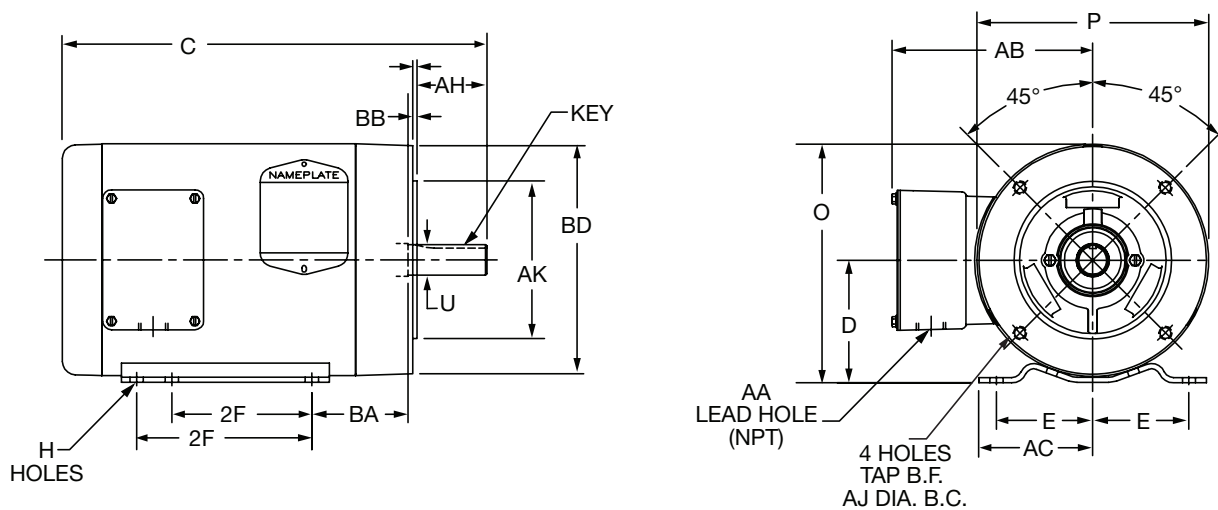 C
AH
BB
KEY
NAMEPLATE
BD
AK
U
2F
BA
2F
H
HOLES
P
AB
45°
45°
O
D
AA
LEAD HOLE
(NPT)
E
E
AC
4 HOLES
TAP B.F.
AJ DIA. B.C.